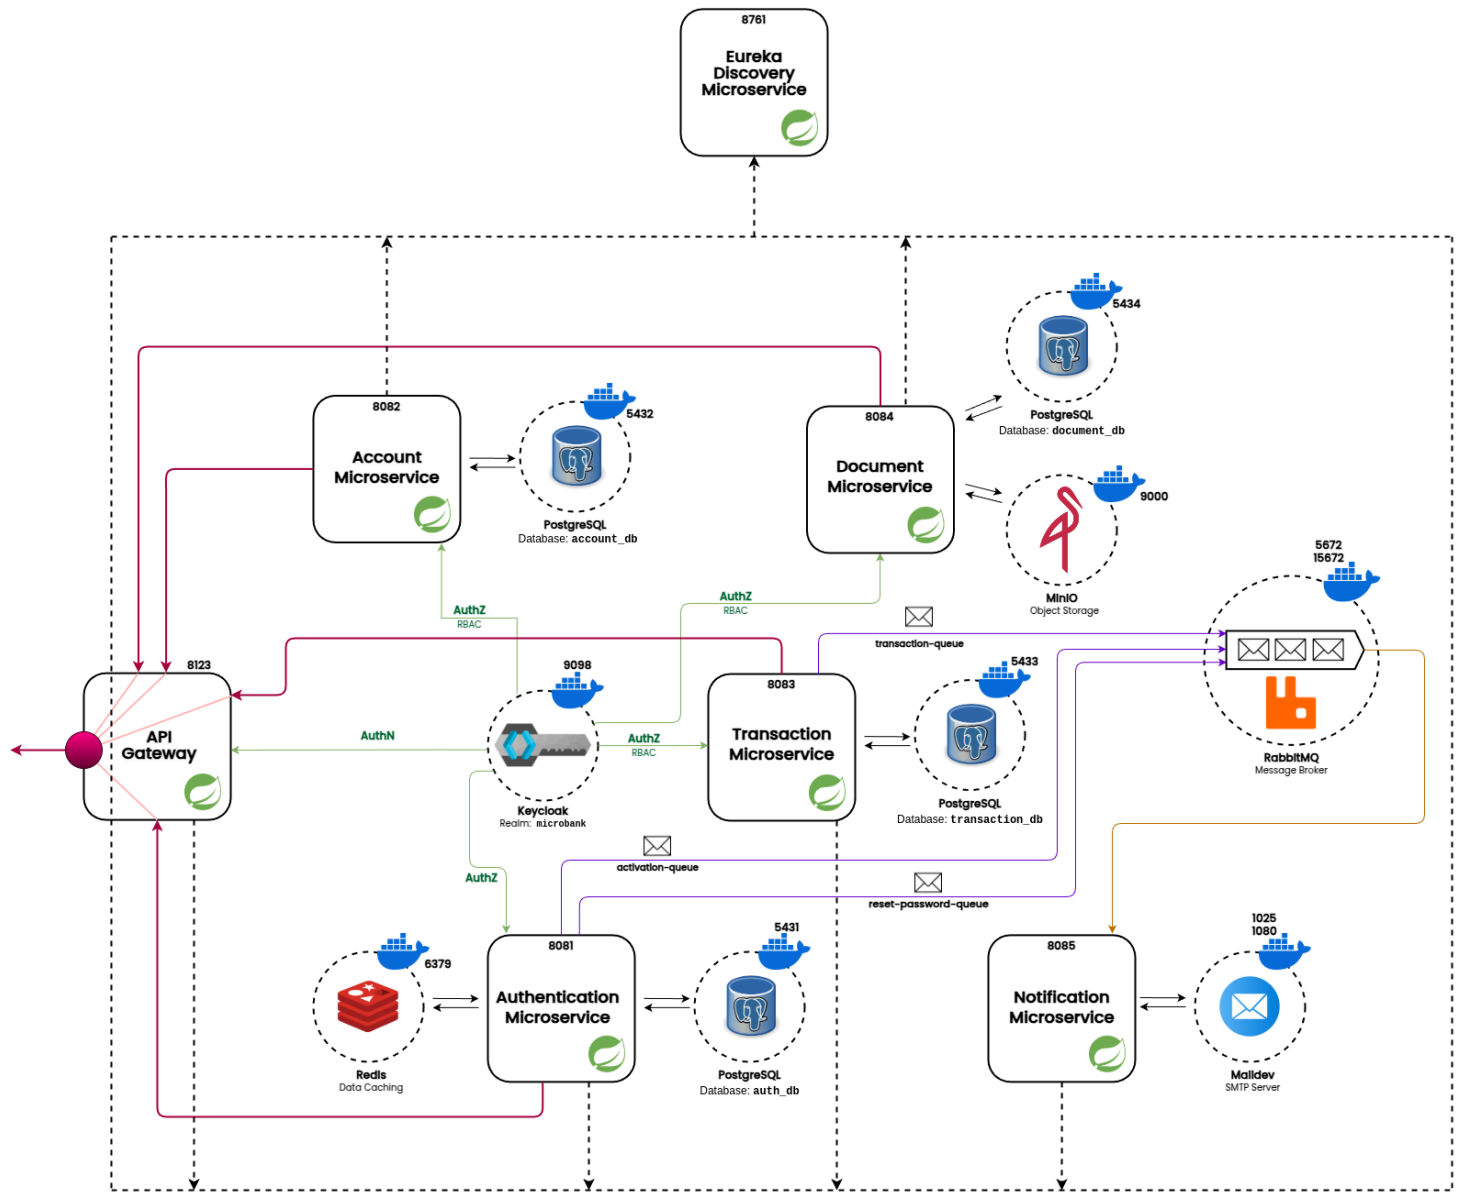 8761
Eureka
Discovery
Microservice
5434
PostgreSQL
Database: document_db
8082
Account
Microservice
5432
PostgreSQL
Database: account_db
8084
Document
Microservice
9000
MinIO
Object Storage
5672
15672
AuthZ
RBAC
AuthZ
RBAC
transaction-queue
8123
API
Gateway
AuthN
9098
Keycloak
Realm: microbank
AuthZ
RBAC
8083
Transaction
Microservice
5433
PostgreSQL
Database: transaction_db
RabbitMQ
Message Broker
activation-queue
AuthZ
reset-password-queue
6379
Redis
Data Caching
8081
Authentication
Microservice
5431
PostgreSQL
Database: auth_db
8085
Notification
Microservice
1025
1080
Maildev
SMTP Server